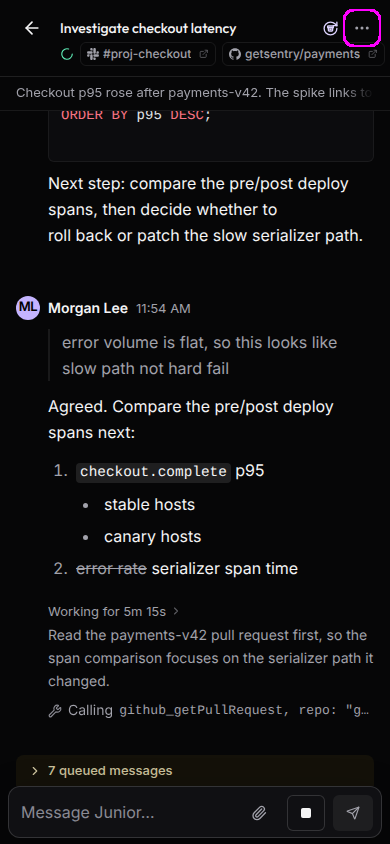 Investigate checkout latency
#proj-checkout
getsentry/payments
Checkout p95 rose after payments-v42. The spike links to
ORDER BY p95 DESC;
Next step: compare the pre/post deploy
spans, then decide whether to
roll back or patch the slow serializer path.
ML
Morgan Lee 11:54 AM
error volume is flat, so this looks like
slow path not hard fail
Agreed. Compare the pre/post deploy
spans next:
1. checkout.complete p95
• stable hosts
• canary hosts
2. error rate serializer span time
Working for 5m 15s
Read the payments-v42 pull request first, so the
span comparison focuses on the serializer path it
changed.
Calling github_getPullRequest, repo: "g…
7 queued messages
Message Junior...